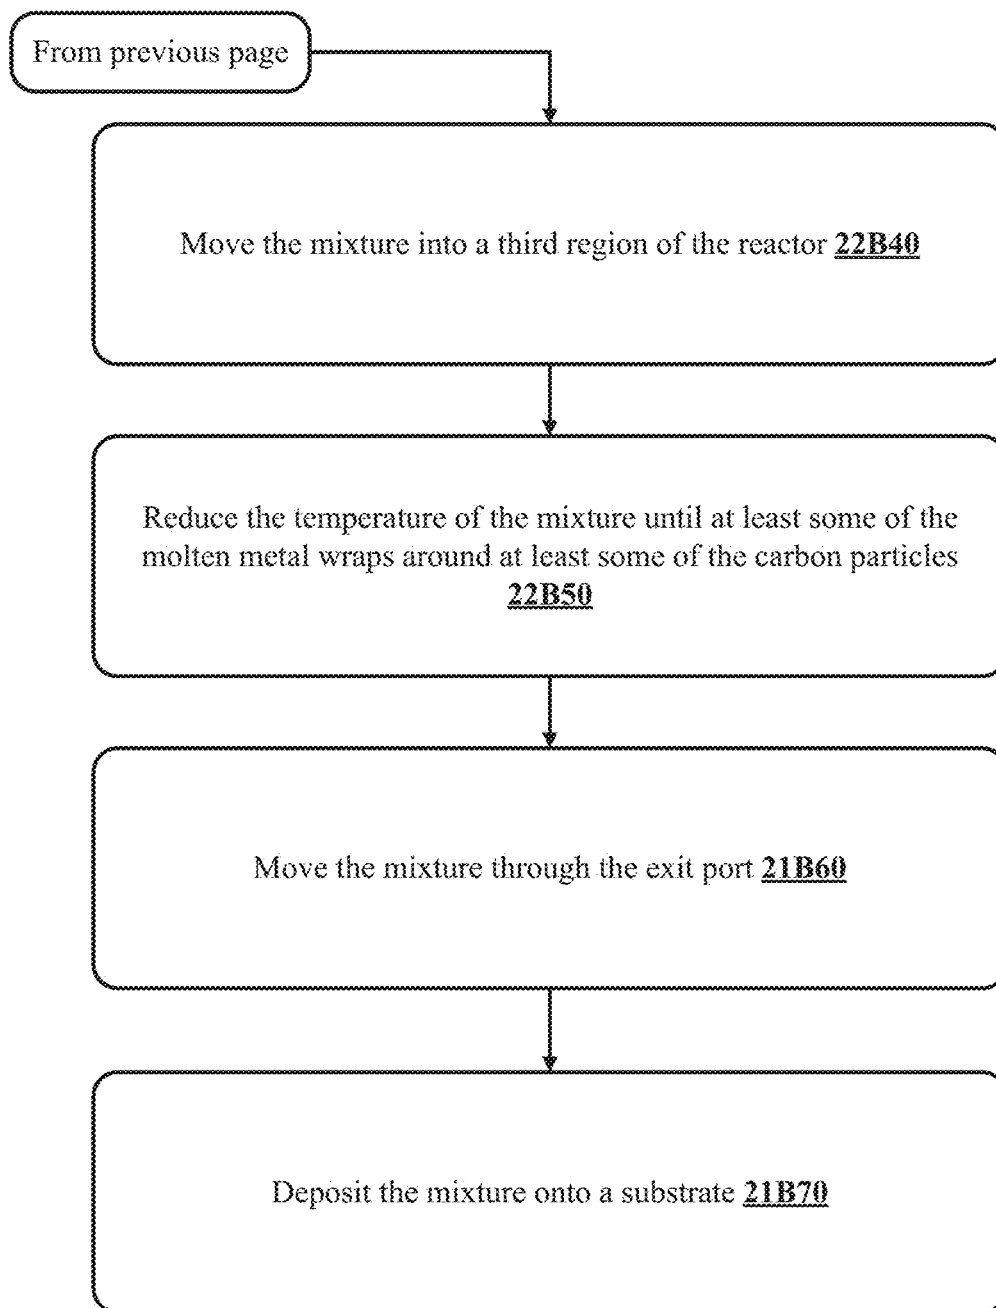 From previous page
Move the mixture into a third region of the reactor 22B40
Reduce the temperature of the mixture until at least some of the
molten metal wraps around at least some of the carbon particles
22B50
Move the mixture through the exit port 21B60
Deposit the mixture onto a substrate 21B70